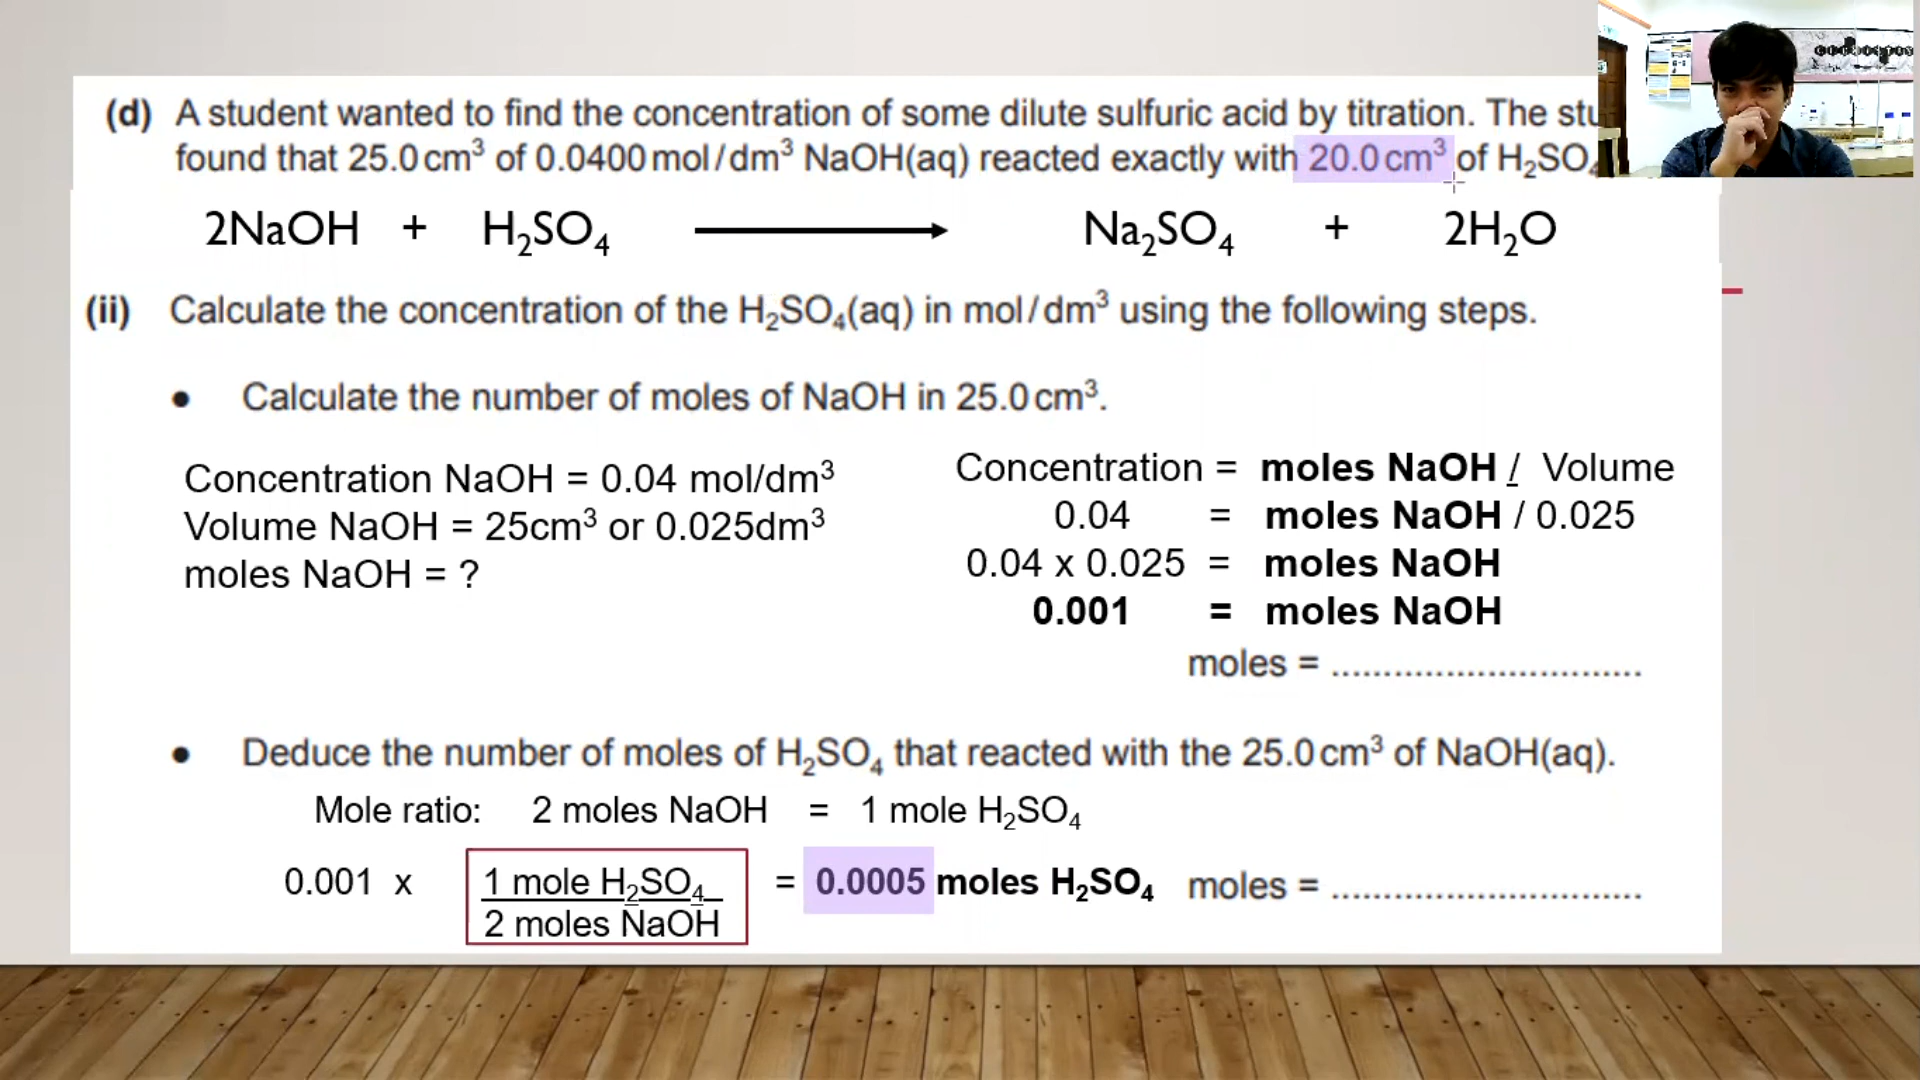 (d) A student wanted to find the concentration of some dilute sulfuric acid by titration. The
found that 25.0 cm³ of 0.0400 mol/dm³ NaOH(aq) reacted exactly with 20.0 cm³ of H₂SO₄
2NaOH + H₂SO₄ ⟶ Na₂SO₄ + 2H₂O
(ii) Calculate the concentration of the H₂SO₄(aq) in mol/dm³ using the following steps.
• Calculate the number of moles of NaOH in 25.0 cm³.
Concentration NaOH = 0.04 mol/dm³
Volume NaOH = 25cm³ or 0.025dm³
moles NaOH = ?
Concentration = moles NaOH / Volume
0.04 = moles NaOH / 0.025
0.04 x 0.025 = moles NaOH
0.001 = moles NaOH
moles = ..............................
• Deduce the number of moles of H₂SO₄ that reacted with the 25.0 cm³ of NaOH(aq).
Mole ratio: 2 moles NaOH = 1 mole H₂SO₄
0.001 x 1 mole H₂SO₄ = 0.0005 moles H₂SO₄ moles = ..............................
2 moles NaOH